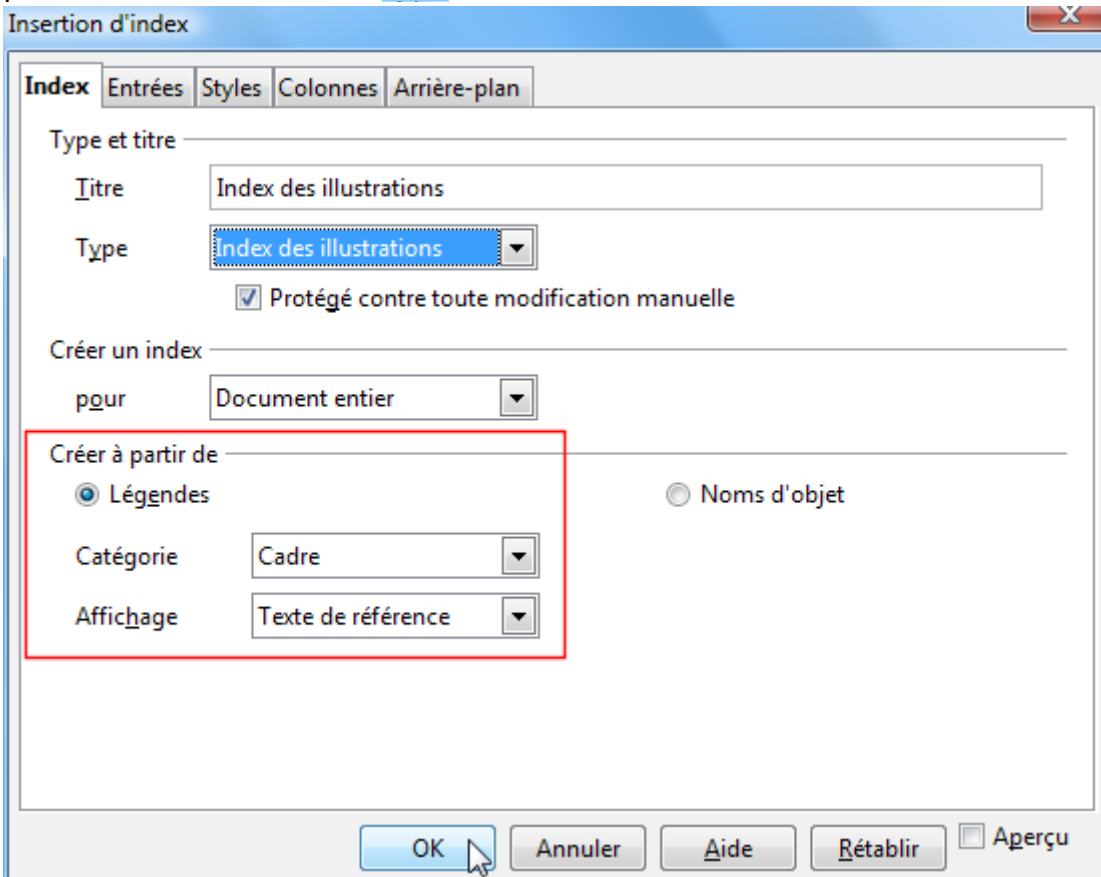 Insertion d'index
X
Index Entrées Styles Colonnes Arrière-plan
Type et titre
Titre Index des illustrations
Type Index des illustrations
Protégé contre toute modification manuelle
Créer un index
pour Document entier
Créer à partir de
Légendes Noms d'objet
Catégorie Cadre
Affichage Texte de référence
OK Annuler Aide Rétablir Aperçu